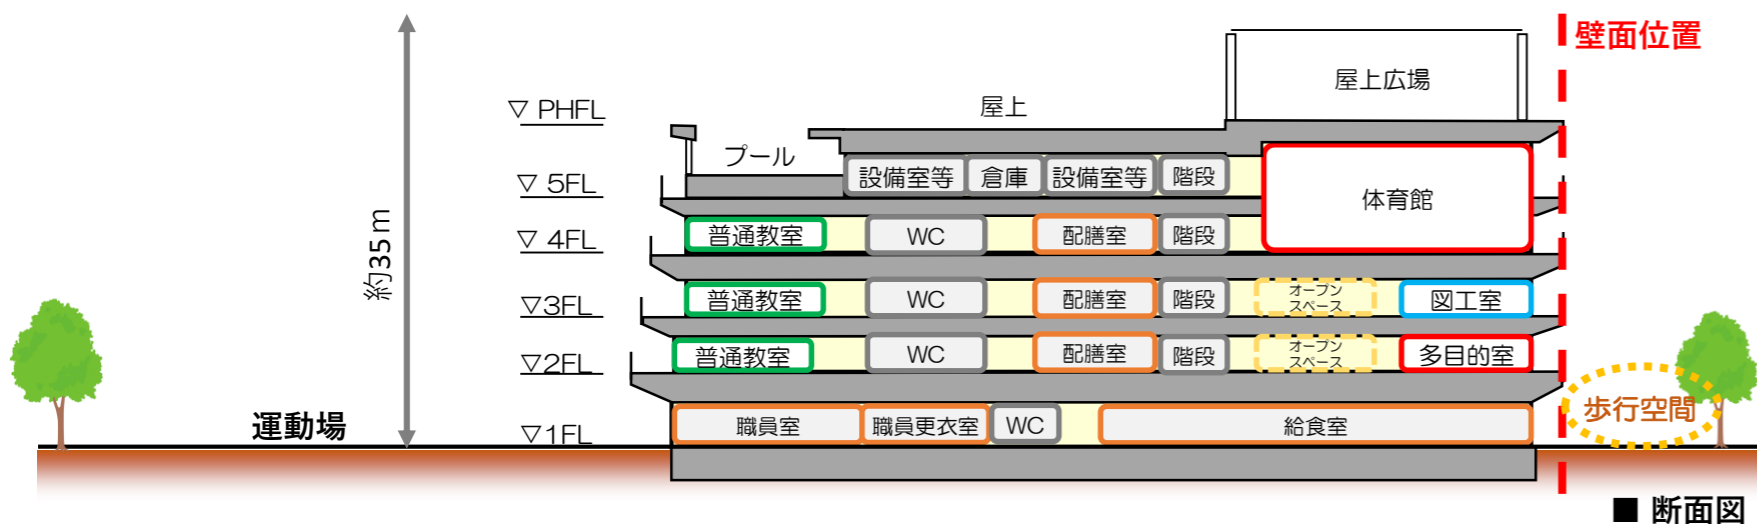 壁面位置
屋上広場
屋上
▽ PHFL
プール
設備室等
倉庫
設備室等
階段
▽ 5FL
体育館
普通教室
WC
配膳室
階段
▽ 4FL
約35ｍ
普通教室
WC
配膳室
階段
オープン
スペース
図工室
▽3FL
普通教室
WC
配膳室
階段
オープン
スペース
多目的室
▽2FL
歩行空間
運動場
▽1FL
職員室
職員更衣室
WC
給食室
■ 断面図